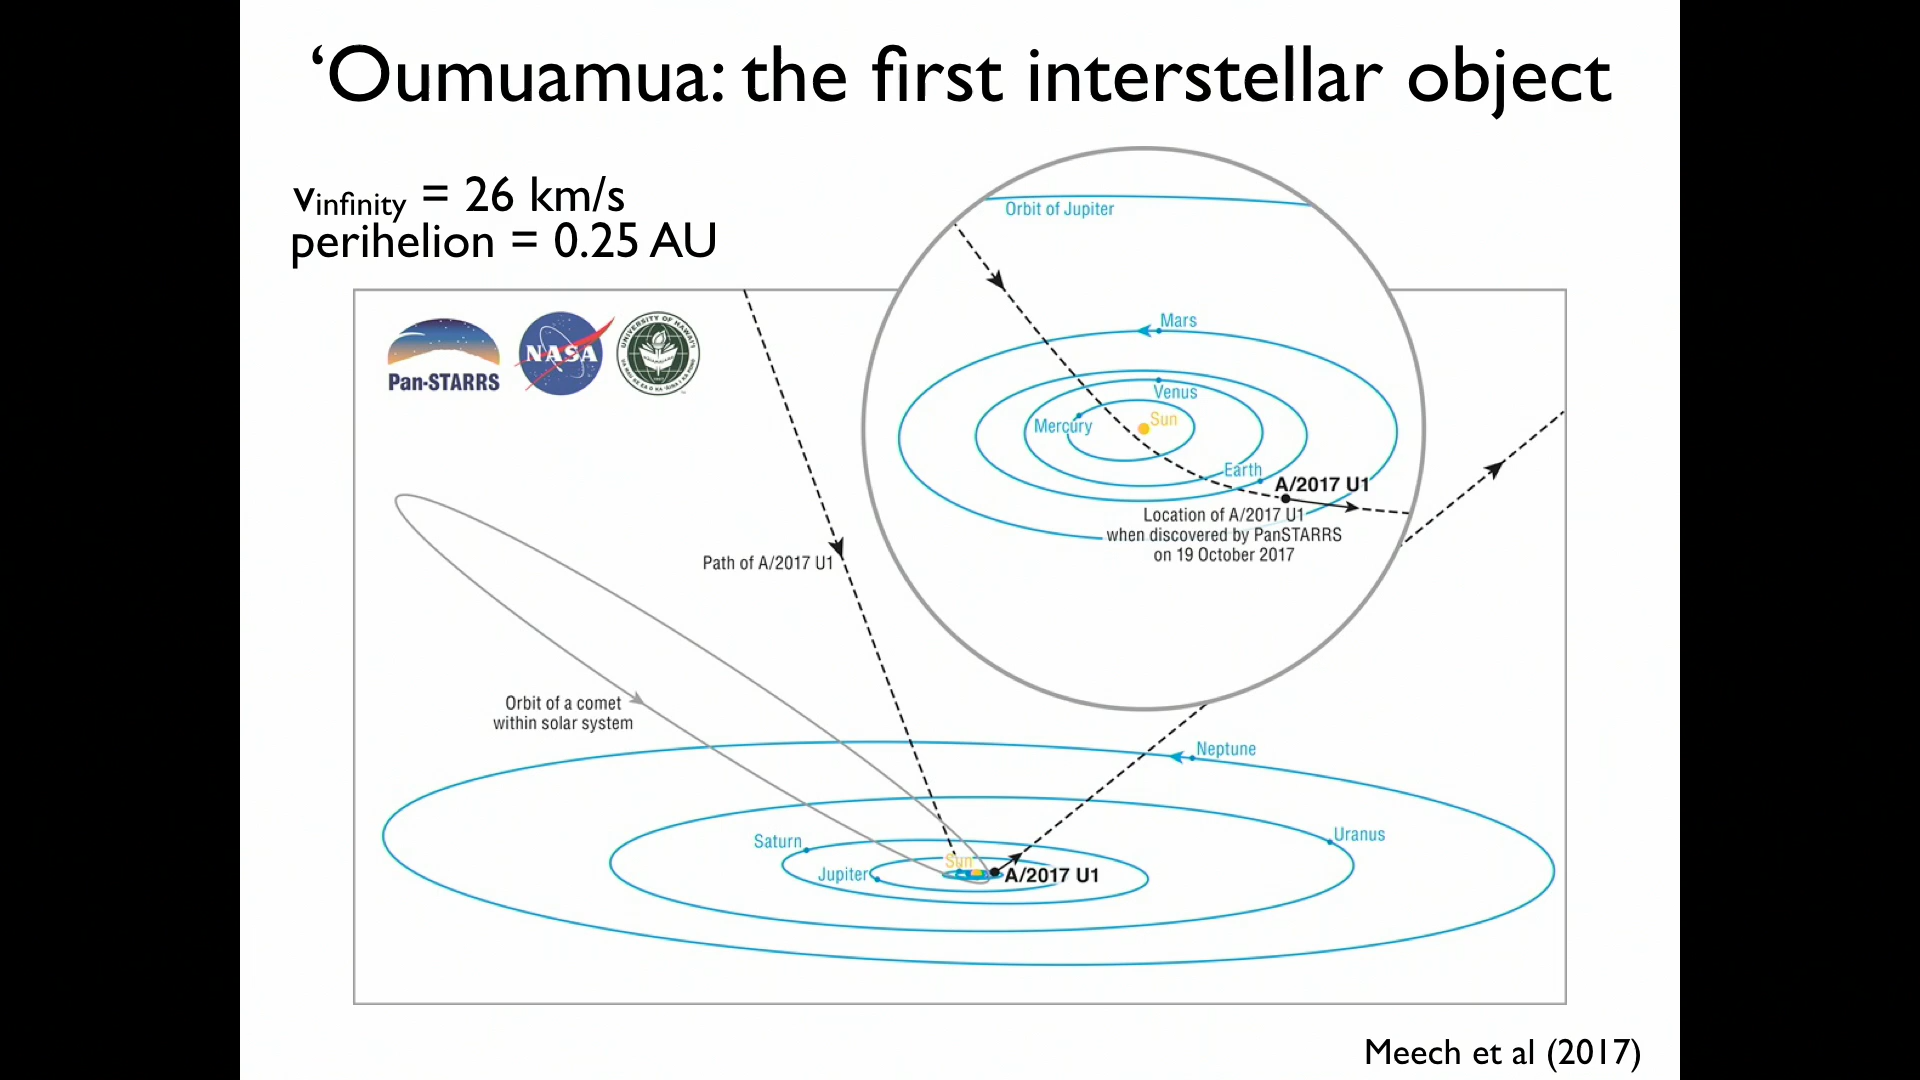 ‘Oumuamua: the first interstellar object
vinfinity = 26 km/s
perihelion = 0.25 AU
Orbit of Jupiter
Mars
Venus
Mercury
Sun
Earth
A/2017 U1
Location of A/2017 U1
when discovered by PanSTARRS
on 19 October 2017
Pan-STARRS
NASA
UNIVERSITY OF HAWAI‘I
Path of A/2017 U1
Orbit of a comet
within solar system
Neptune
Uranus
Saturn
Jupiter
Sun
A/2017 U1
Meech et al (2017)